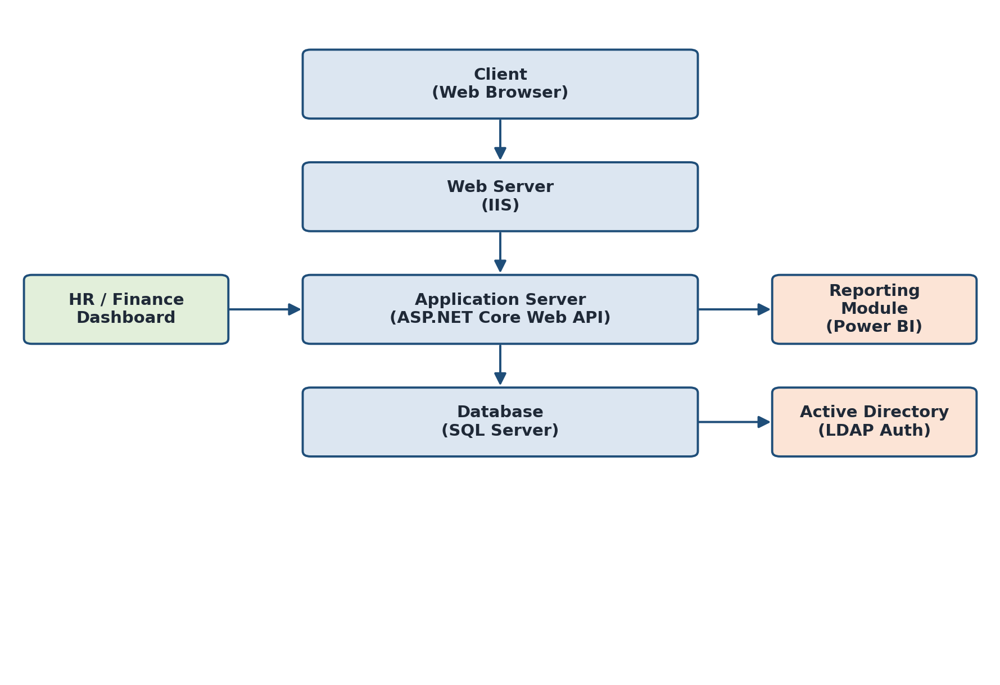 Client
(Web Browser)
Web Server
(IIS)
HR / Finance
Dashboard
Application Server
(ASP.NET Core Web API)
Reporting
Module
(Power BI)
Database
(SQL Server)
Active Directory
(LDAP Auth)